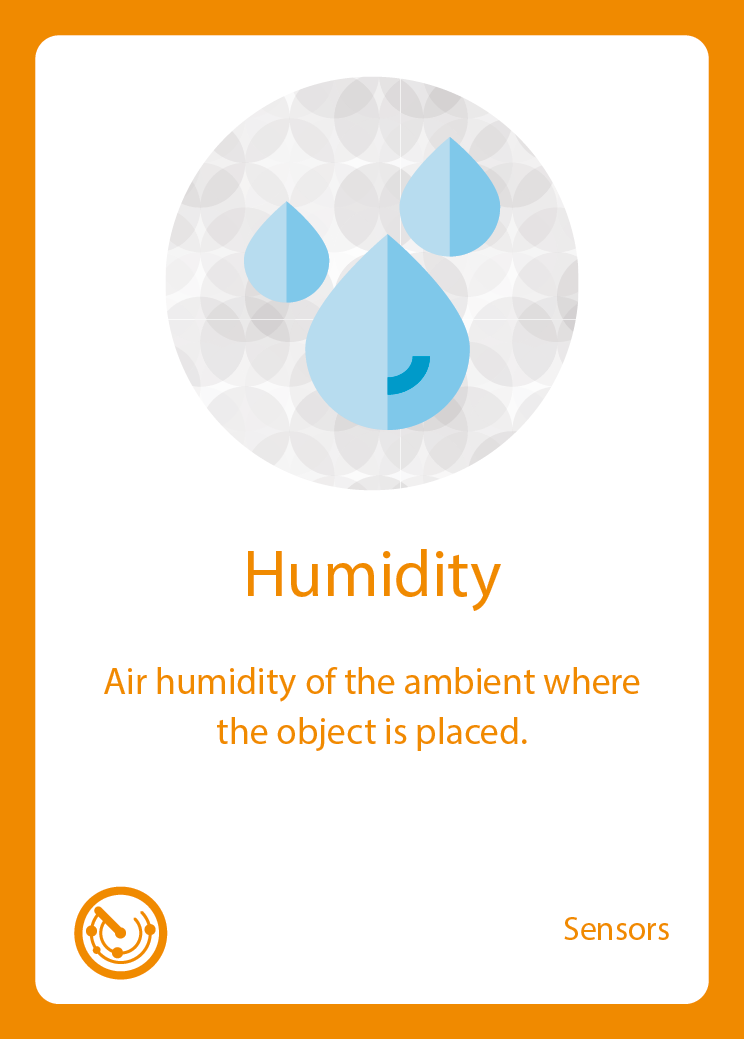 Humidity
Air humidity of the ambient where
the object is placed.
Sensors